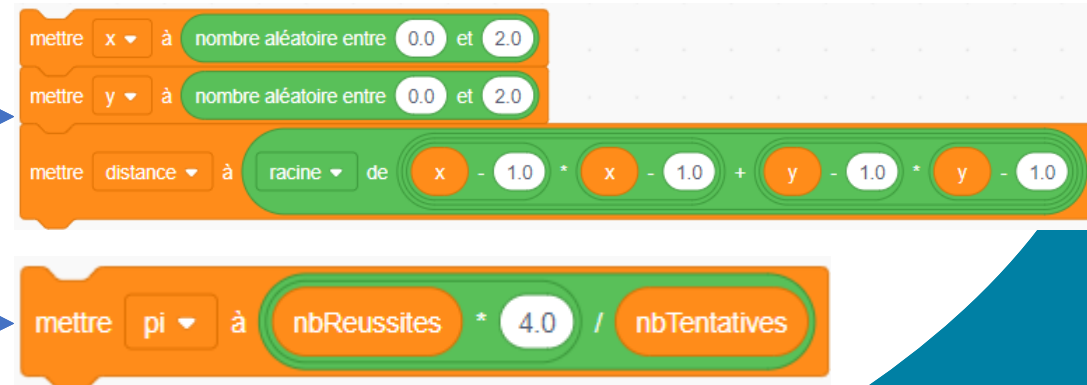 mettre x à nombre aléatoire entre 0.0 et 2.0
mettre y à nombre aléatoire entre 0.0 et 2.0
mettre distance à racine de x - 1.0 * x - 1.0 + y - 1.0 * y - 1.0
mettre pi à nbReussites * 4.0 / nbTentatives